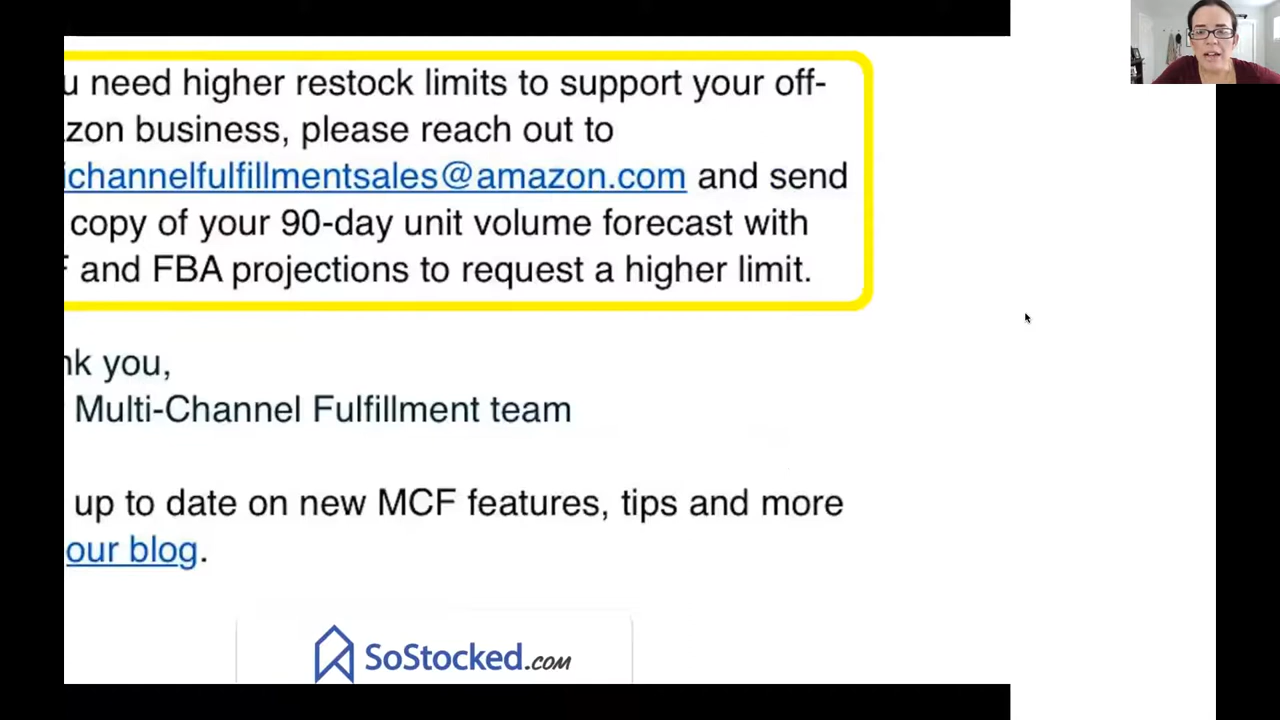 need higher restock limits to support your off-
business, please reach out to
ichannelfulfillmentsales@amazon.com and send
copy of your 90-day unit volume forecast with
and FBA projections to request a higher limit.
you,
Multi-Channel Fulfillment team
up to date on new MCF features, tips and more
our blog.
SoStocked.COM